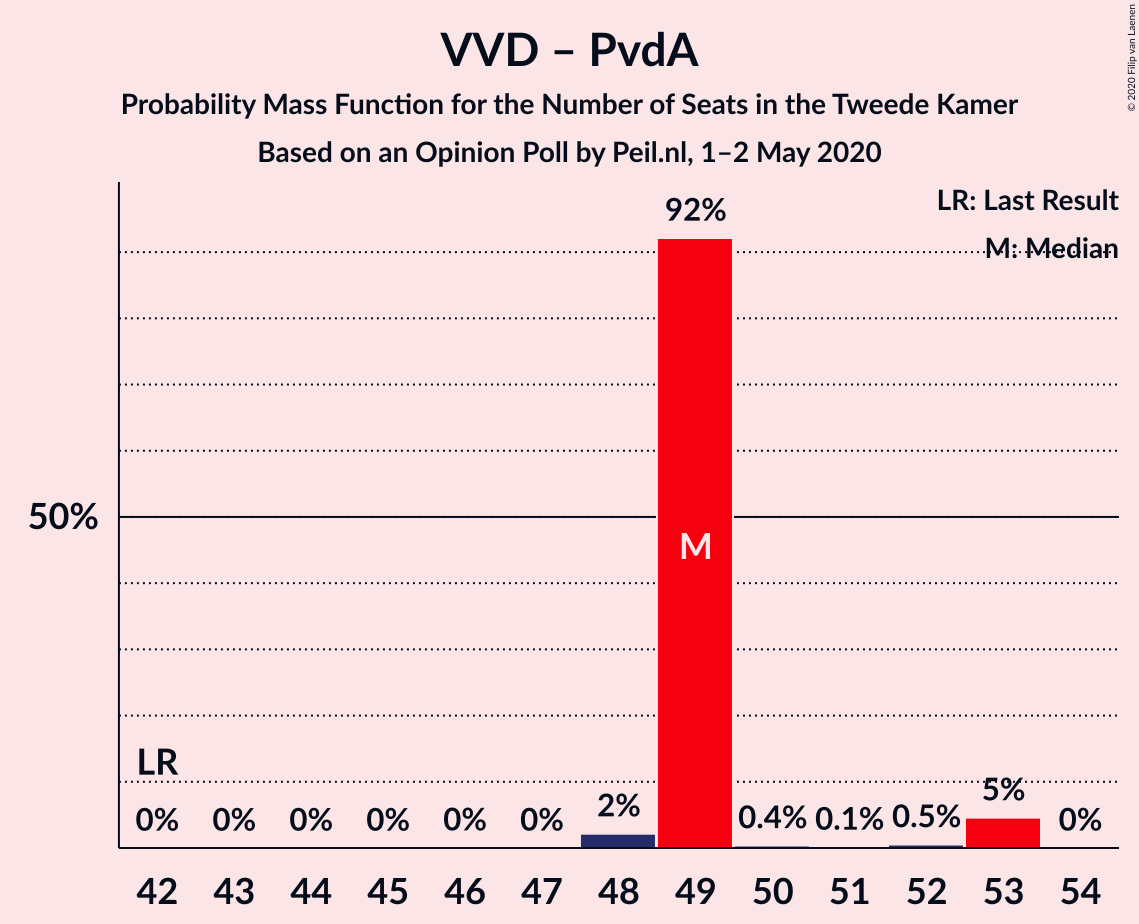 VVD – PvdA
Probability Mass Function for the Number of Seats in the Tweede Kamer
Based on an Opinion Poll by Peil.nl, 1–2 May 2020
© 2020 Filip van Laenen
LR: Last Result
M: Median
92%
50%
M
LR
0% 0% 0% 0% 0% 0% 2% 0.4% 0.1% 0.5% 5% 0%
42 43 44 45 46 47 48 49 50 51 52 53 54